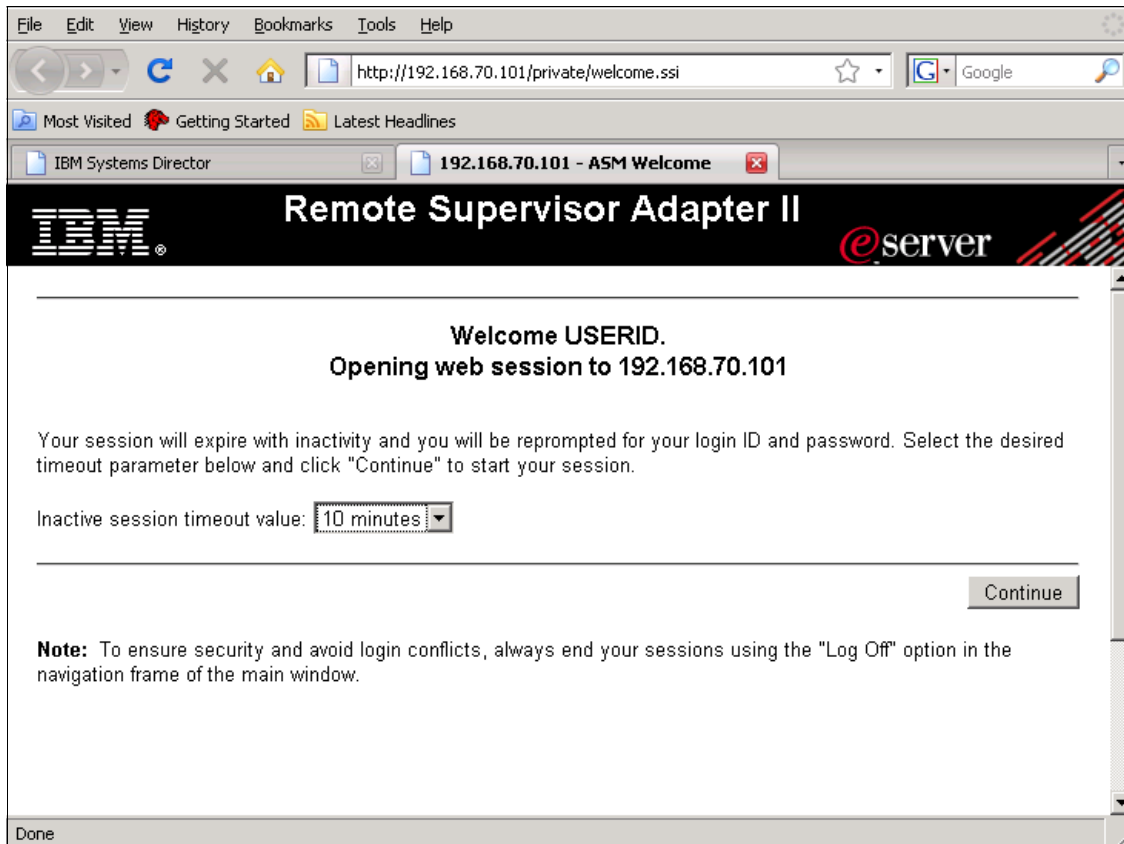 File Edit View History Bookmarks Tools Help
http://192.168.70.101/private/welcome.ssi G Google
Most Visited Getting Started Latest Headlines
IBM Systems Director 192.168.70.101 - ASM Welcome
IBM® Remote Supervisor Adapter II
e server
Welcome USERID.
Opening web session to 192.168.70.101
Your session will expire with inactivity and you will be reprompted for your login ID and password. Select the desired
timeout parameter below and click "Continue" to start your session.
Inactive session timeout value: 10 minutes
Continue
Note: To ensure security and avoid login conflicts, always end your sessions using the "Log Off" option in the
navigation frame of the main window.
Done